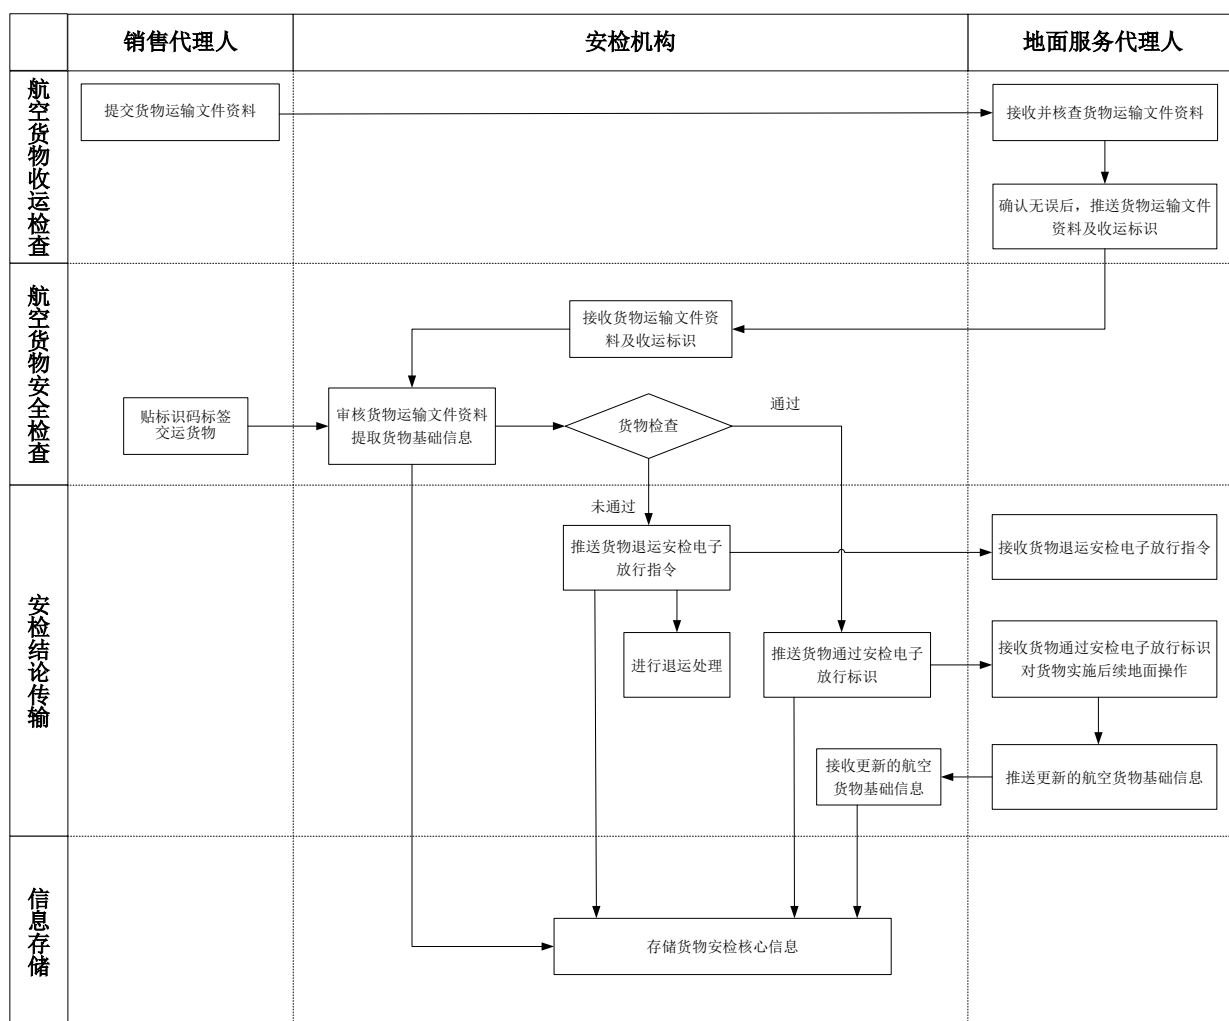 销售代理人
安检机构
地面服务代理人
航空货物收运检查
提交货物运输文件资料
接收并核查货物运输文件资料
确认无误后，推送货物运输文件
资料及收运标识
航空货物安全检查
接收货物运输文件资
料及收运标识
贴标识码标签
交运货物
审核货物运输文件资料
提取货物基础信息
货物检查
通过
未通过
安检结论传输
推送货物退运安检电子
放行指令
接收货物退运安检电子放行指令
进行退运处理
推送货物通过安检电子
放行标识
接收货物通过安检电子放行标识
对货物实施后续地面操作
接收更新的航空
货物基础信息
推送更新的航空货物基础信息
信息存储
存储货物安检核心信息